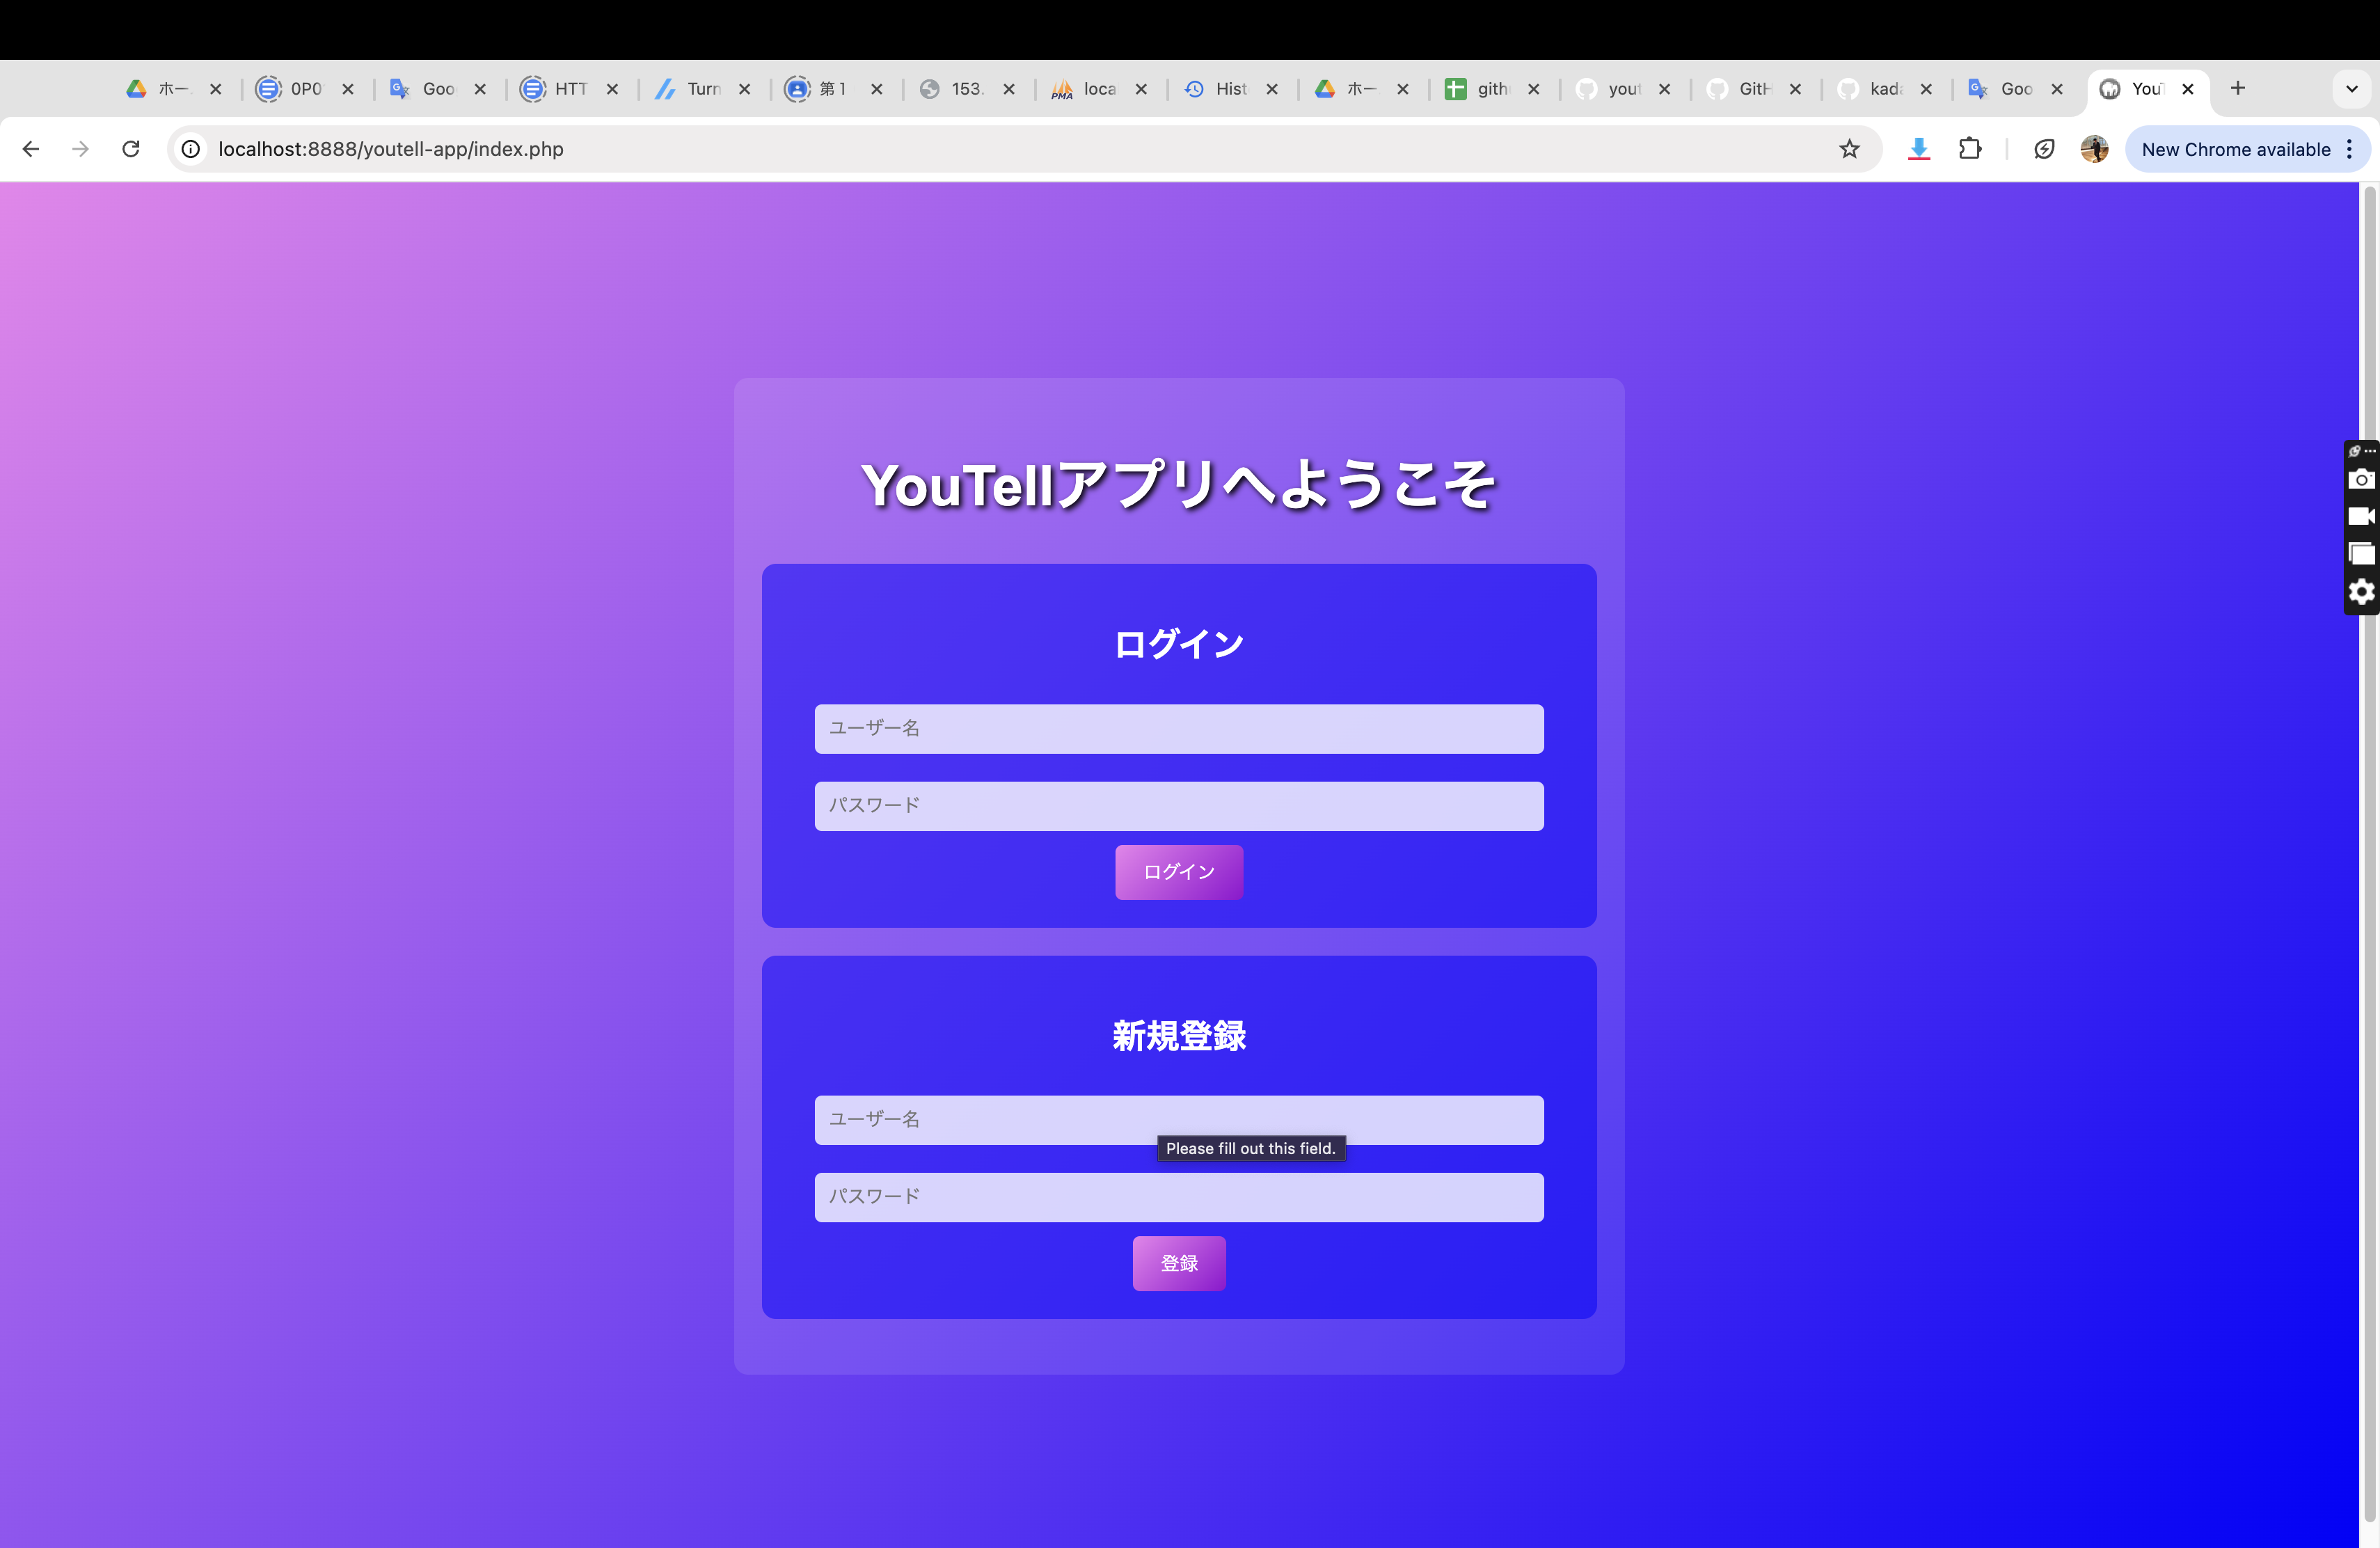 ホー
0P0
Goo
HTT
Turn
第1
153.
loca
Hist
ホー
gith
yout
GitH
kada
Goo
YouT
localhost:8888/youtell-app/index.php
New Chrome available
YouTellアプリへようこそ
ログイン
ユーザー名
パスワード
ログイン
新規登録
ユーザー名
Please fill out this field.
パスワード
登録